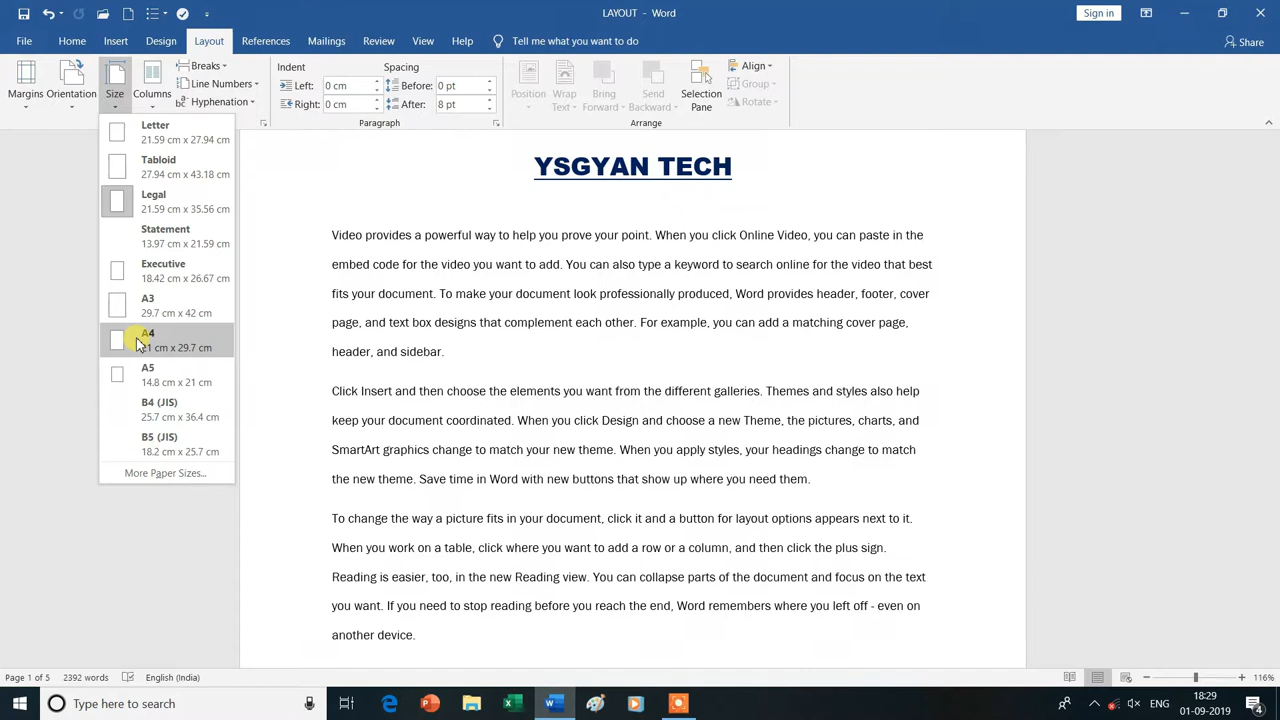 LAYOUT - Word
Sign in
File Home Insert Design Layout References Mailings Review View Help Tell me what you want to do Share
Margins Orientation Size Columns
Breaks
Line Numbers
Hyphenation
Indent
Left: 0 cm
Right: 0 cm
Spacing
Before: 0 pt
After: 8 pt
Paragraph
Position Wrap Text Bring Forward Send Backward Selection Pane
Align
Group
Rotate
Arrange
Letter
21.59 cm x 27.94 cm
Tabloid
27.94 cm x 43.18 cm
Legal
21.59 cm x 35.56 cm
Statement
13.97 cm x 21.59 cm
Executive
18.42 cm x 26.67 cm
A3
29.7 cm x 42 cm
A4
cm x 29.7 cm
A5
14.8 cm x 21 cm
B4 (JIS)
25.7 cm x 36.4 cm
B5 (JIS)
18.2 cm x 25.7 cm
More Paper Sizes...
YSGYAN TECH
Video provides a powerful way to help you prove your point. When you click Online Video, you can paste in the
embed code for the video you want to add. You can also type a keyword to search online for the video that best
fits your document. To make your document look professionally produced, Word provides header, footer, cover
page, and text box designs that complement each other. For example, you can add a matching cover page,
header, and sidebar.
Click Insert and then choose the elements you want from the different galleries. Themes and styles also help
keep your document coordinated. When you click Design and choose a new Theme, the pictures, charts, and
SmartArt graphics change to match your new theme. When you apply styles, your headings change to match
the new theme. Save time in Word with new buttons that show up where you need them.
To change the way a picture fits in your document, click it and a button for layout options appears next to it.
When you work on a table, click where you want to add a row or a column, and then click the plus sign.
Reading is easier, too, in the new Reading view. You can collapse parts of the document and focus on the text
you want. If you need to stop reading before you reach the end, Word remembers where you left off - even on
another device.
Page 1 of 5 2392 words English (India) 116%
Type here to search
ENG
18:29
01-09-2019
4